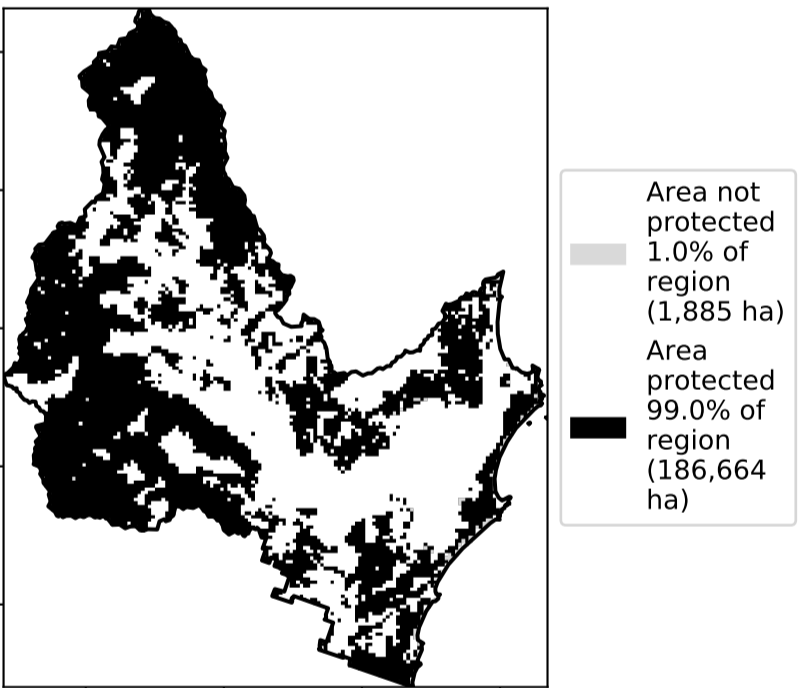 Area not
protected
1.0% of
region
(1,885 ha)
Area
protected
99.0% of
region
(186,664
ha)